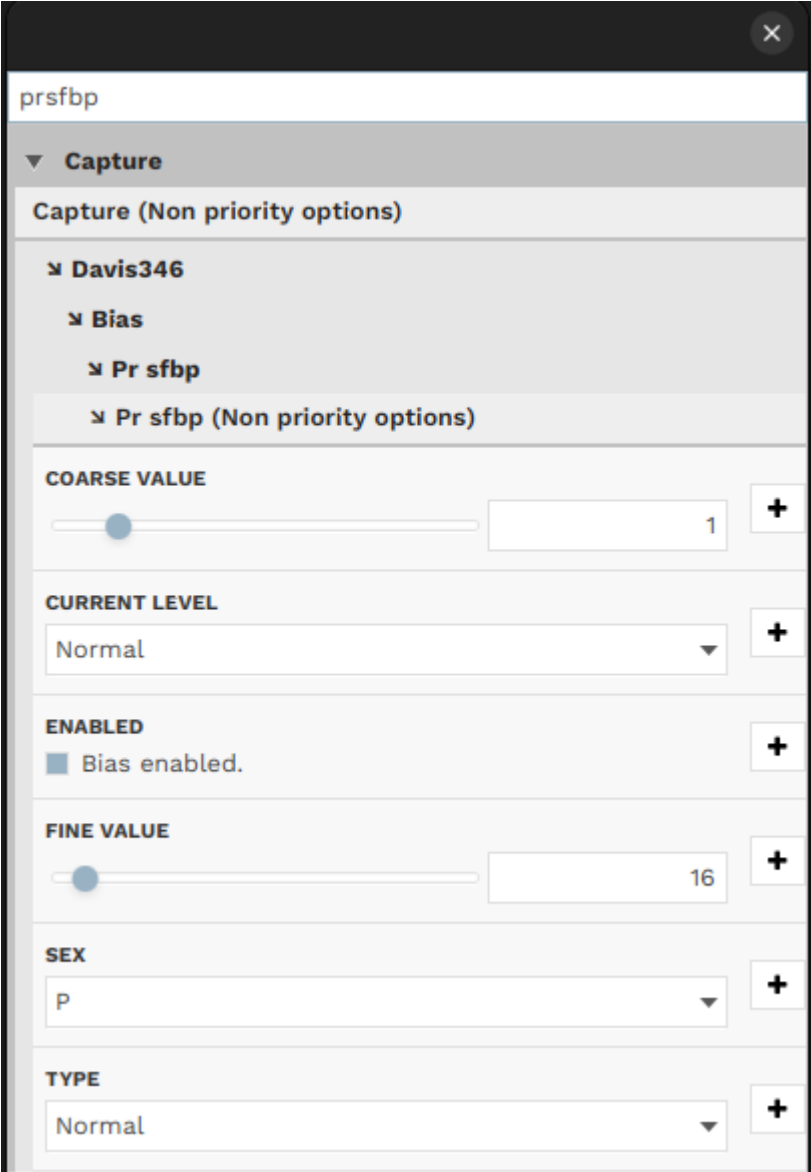 prsfbp
Capture
Capture (Non priority options)
Davis346
Bias
Pr sfbp
Pr sfbp (Non priority options)
COARSE VALUE
1
CURRENT LEVEL
Normal
ENABLED
Bias enabled.
FINE VALUE
16
SEX
P
TYPE
Normal